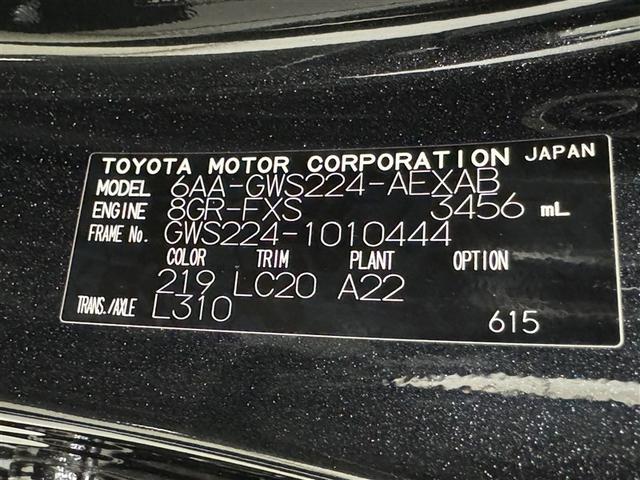 TOYOTA MOTOR CORPORATION JAPAN
MODEL 6AA-GWS224-AEXAB
ENGINE 8GR-FXS 3456 mL
FRAME No. GWS224-1010444
COLOR TRIM PLANT OPTION
219 LC20 A22
TRANS./AXLE L310
615